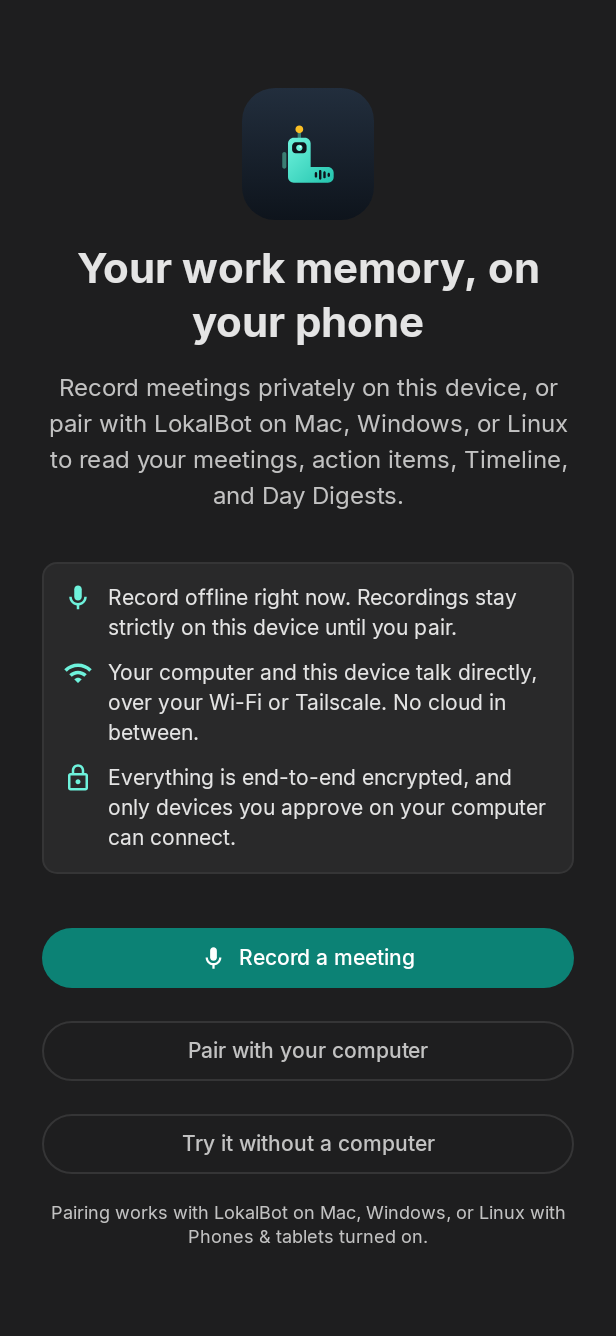 Your work memory, on
your phone
Record meetings privately on this device, or
pair with LokalBot on Mac, Windows, or Linux
to read your meetings, action items, Timeline,
and Day Digests.
Record offline right now. Recordings stay
strictly on this device until you pair.
Your computer and this device talk directly,
over your Wi-Fi or Tailscale. No cloud in
between.
Everything is end-to-end encrypted, and
only devices you approve on your computer
can connect.
Record a meeting
Pair with your computer
Try it without a computer
Pairing works with LokalBot on Mac, Windows, or Linux with
Phones & tablets turned on.